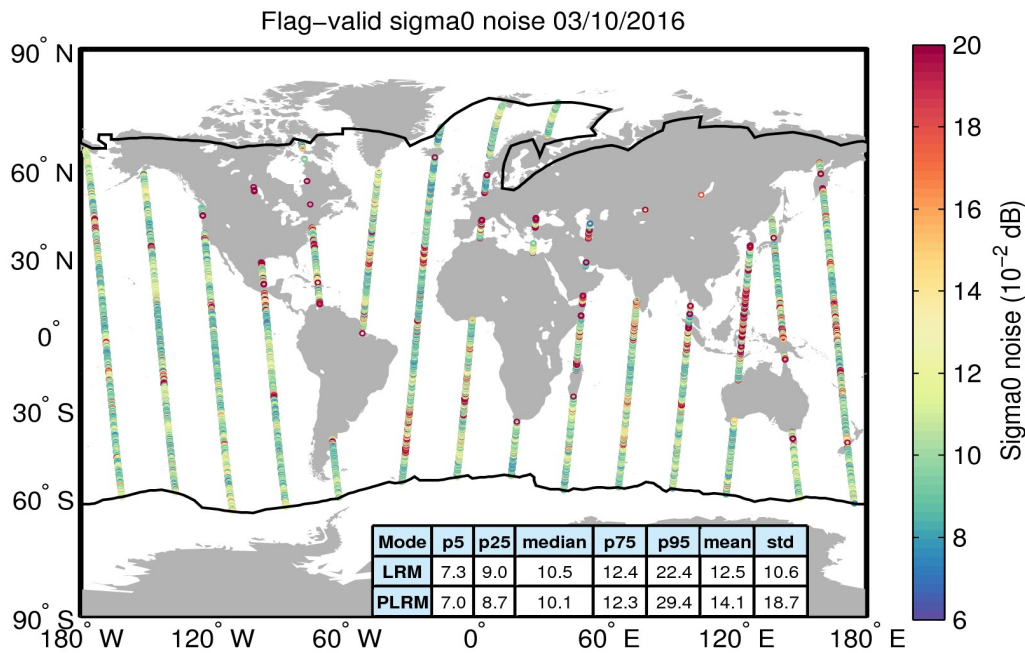 Flag−valid sigma0 noise 03/10/2016
90° N
60° N
30° N
0°
30° S
60° S
90° S
180° W
120° W
60° W
0°
60° E
120° E
180° E
Mode p5 p25 median p75 p95 mean std
LRM 7.3 9.0 10.5 12.4 22.4 12.5 10.6
PLRM 7.0 8.7 10.1 12.3 29.4 14.1 18.7
20
18
16
14
12
10
8
6
Sigma0 noise (10⁻² dB)